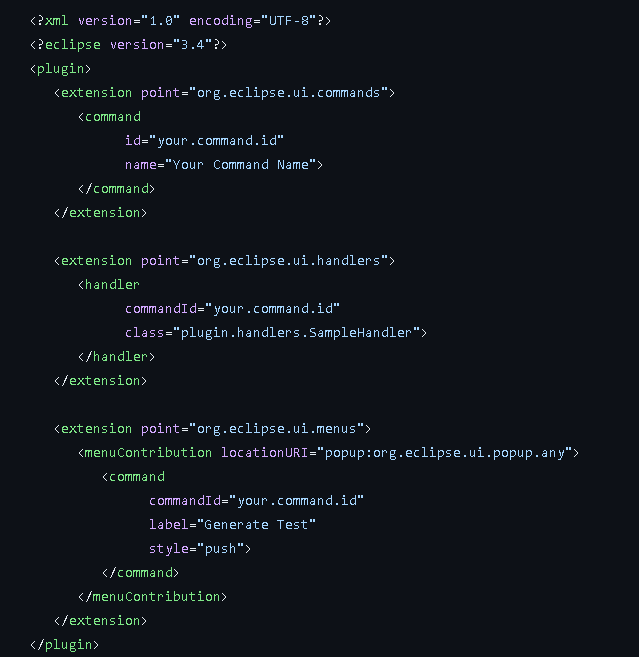 <?xml version="1.0" encoding="UTF-8"?>
<?eclipse version="3.4"?>
<plugin>
   <extension point="org.eclipse.ui.commands">
      <command
            id="your.command.id"
            name="Your Command Name">
      </command>
   </extension>

   <extension point="org.eclipse.ui.handlers">
      <handler
            commandId="your.command.id"
            class="plugin.handlers.SampleHandler">
      </handler>
   </extension>

   <extension point="org.eclipse.ui.menus">
      <menuContribution locationURI="popup:org.eclipse.ui.popup.any">
         <command
               commandId="your.command.id"
               label="Generate Test"
               style="push">
         </command>
      </menuContribution>
   </extension>
</plugin>